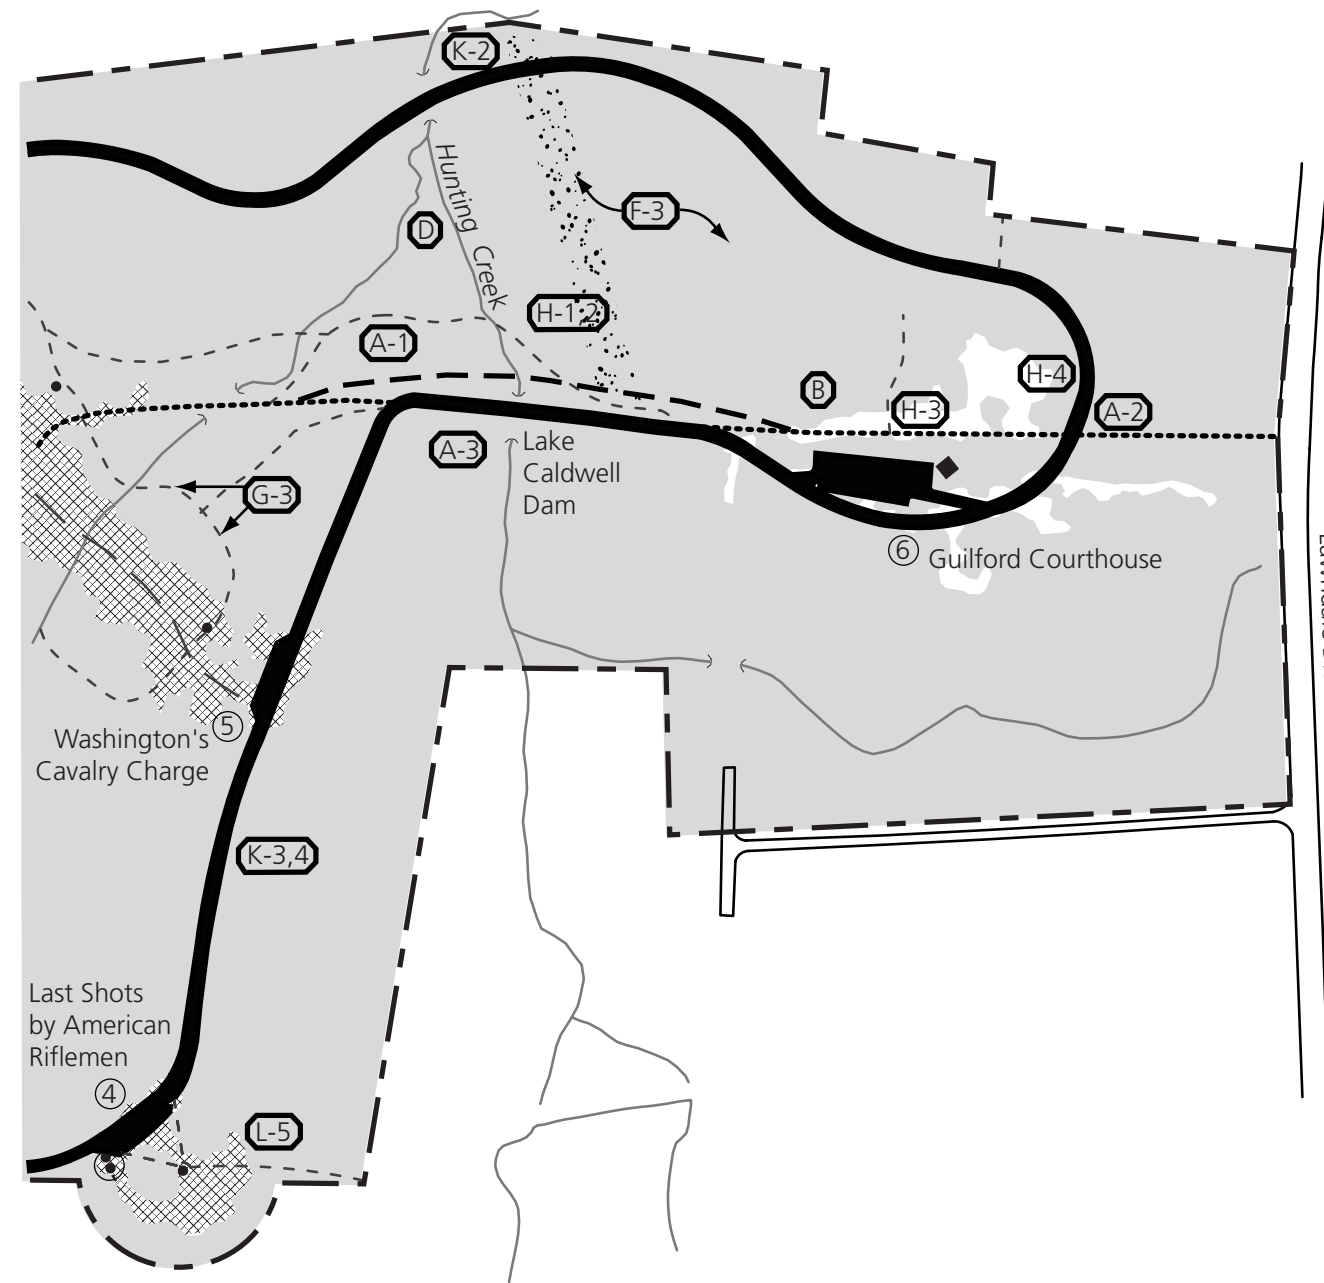 K-2
Hunting Creek
F-3
D
H-1,2
A-1
B
H-4
H-3
A-2
A-3
Lake
Caldwell
Dam
G-3
6
Guilford Courthouse
5
Washington's
Cavalry Charge
K-3,4
Last Shots
by American
Riflemen
4
L-5